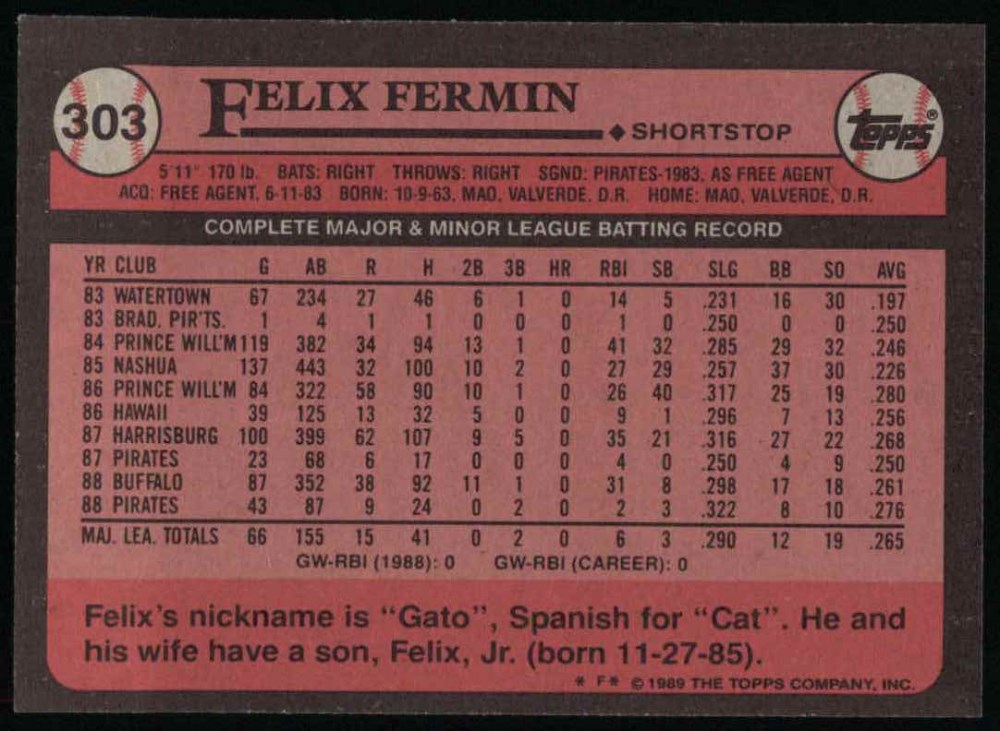 303
FELIX FERMIN
◆ SHORTSTOP
Topps®
5'11" 170 lb. BATS: RIGHT THROWS: RIGHT SGND: PIRATES-1983, AS FREE AGENT
ACQ: FREE AGENT, 6-11-83 BORN: 10-9-63, MAO, VALVERDE, D.R. HOME: MAO, VALVERDE, D.R.
COMPLETE MAJOR & MINOR LEAGUE BATTING RECORD
YR CLUB G AB R H 2B 3B HR RBI SB SLG BB SO AVG
83 WATERTOWN 67 234 27 46 6 1 0 14 5 .231 16 30 .197
83 BRAD. PIR'TS. 1 4 1 1 0 0 0 1 0 .250 0 0 .250
84 PRINCE WILL'M 119 382 34 94 13 1 0 41 32 .285 29 32 .246
85 NASHUA 137 443 32 100 10 2 0 27 29 .257 37 30 .226
86 PRINCE WILL'M 84 322 58 90 10 1 0 26 40 .317 25 19 .280
86 HAWAII 39 125 13 32 5 0 0 9 1 .296 7 13 .256
87 HARRISBURG 100 399 62 107 9 5 0 35 21 .316 27 22 .268
87 PIRATES 23 68 6 17 0 0 0 4 0 .250 4 9 .250
88 BUFFALO 87 352 38 92 11 1 0 31 8 .298 17 18 .261
88 PIRATES 43 87 9 24 0 2 0 2 3 .322 8 10 .276
MAJ. LEA. TOTALS 66 155 15 41 0 2 0 6 3 .290 12 19 .265
GW-RBI (1988): 0 GW-RBI (CAREER): 0
Felix's nickname is "Gato", Spanish for "Cat". He and
his wife have a son, Felix, Jr. (born 11-27-85).
* F* © 1989 THE TOPPS COMPANY, INC.